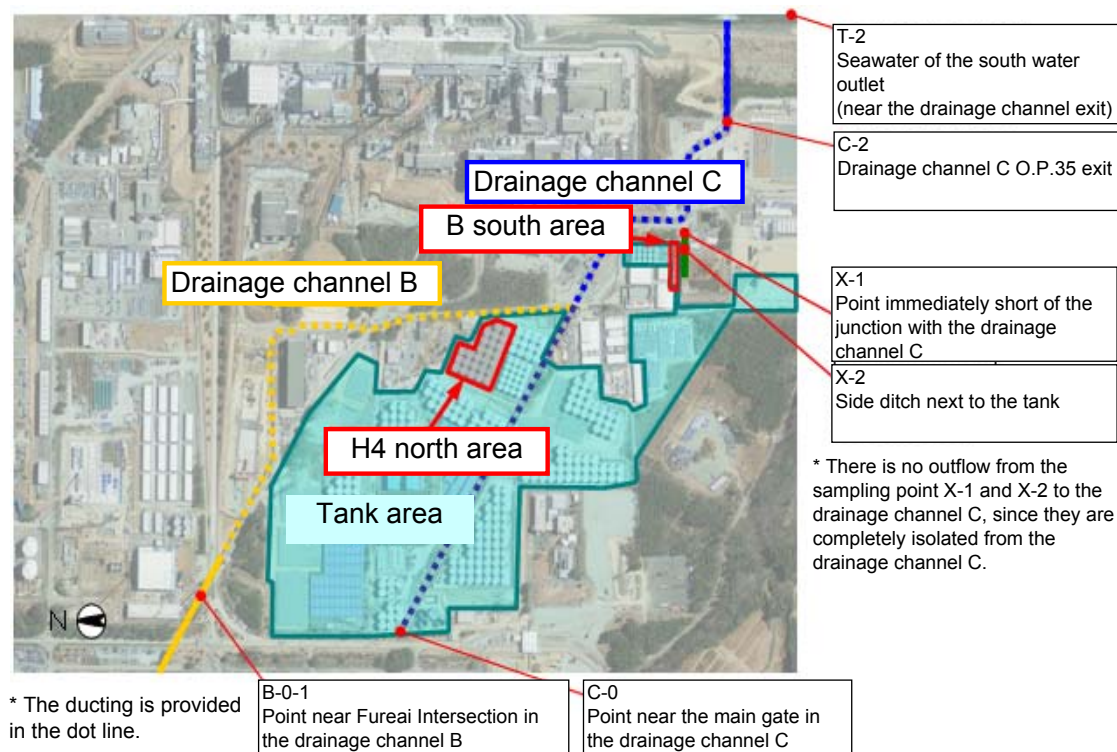 T-2
Seawater of the south water
outlet
(near the drainage channel exit)
C-2
Drainage channel C O.P.35 exit
Drainage channel C
B south area
Drainage channel B
X-1
Point immediately short of the
junction with the drainage
channel C
X-2
Side ditch next to the tank
H4 north area
Tank area
* There is no outflow from the
sampling point X-1 and X-2 to the
drainage channel C, since they are
completely isolated from the
drainage channel C.
N
* The ducting is provided
in the dot line.
B-0-1
Point near Fureai Intersection in
the drainage channel B
C-0
Point near the main gate in
the drainage channel C